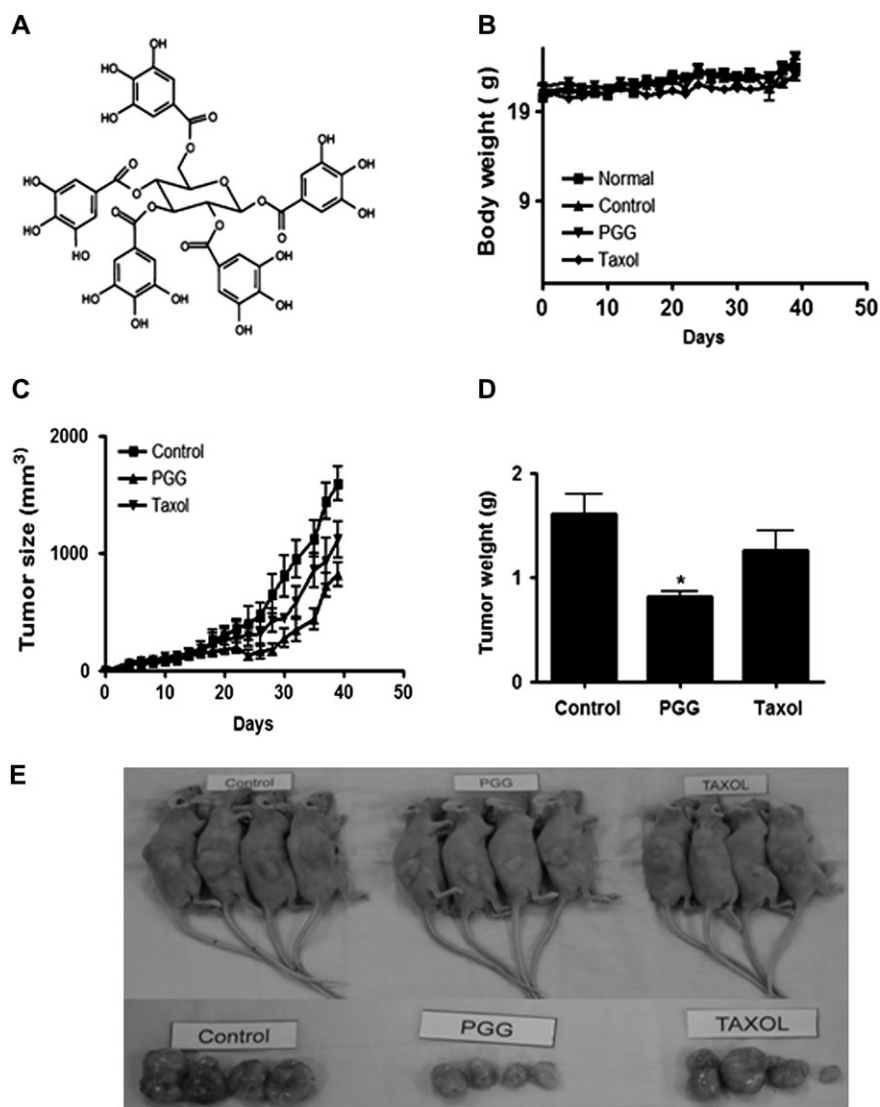 A
OH
HO
HO
O
O
HO
O
OH
HO
O
O
O
OH
HO
O
O
OH
HO
O
O
O
O
O
OH
HO
OH
OH
OH
OH
B
Body weight ( g)
19
9
Normal
Control
PGG
Taxol
0 10 20 30 40 50
Days
C
Tumor size (mm³)
2000
1000
0
Control
PGG
Taxol
0 10 20 30 40 50
Days
D
Tumor weight (g)
2
1
0
*
Control PGG Taxol
E
Control PGG TAXOL
Control PGG TAXOL